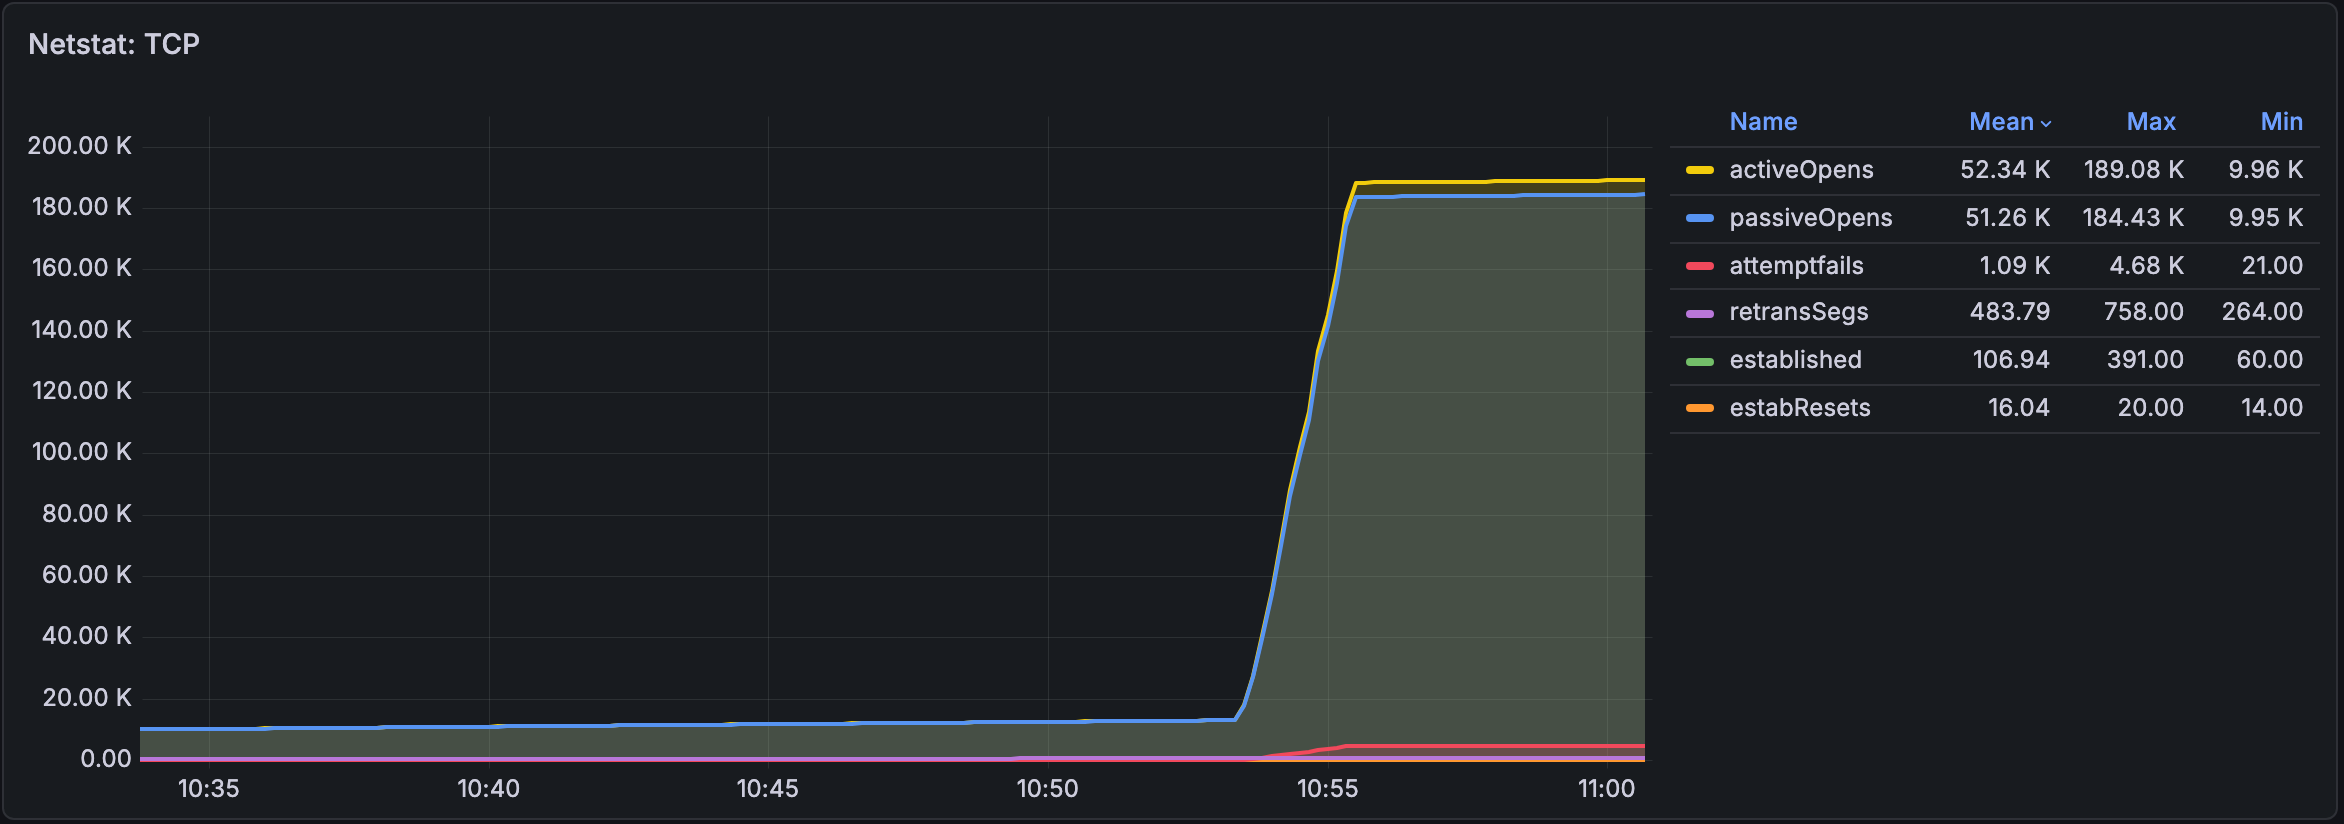 Netstat: TCP
200.00 K
180.00 K
160.00 K
140.00 K
120.00 K
100.00 K
80.00 K
60.00 K
40.00 K
20.00 K
0.00
10:35 10:40 10:45 10:50 10:55 11:00
Name Mean Max Min
activeOpens 52.34 K 189.08 K 9.96 K
passiveOpens 51.26 K 184.43 K 9.95 K
attemptfails 1.09 K 4.68 K 21.00
retransSegs 483.79 758.00 264.00
established 106.94 391.00 60.00
estabResets 16.04 20.00 14.00